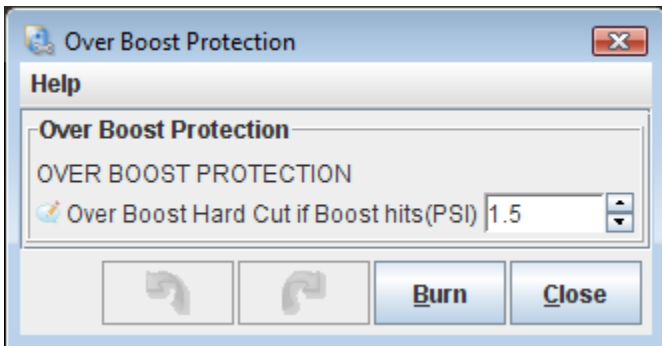 Over Boost Protection
Help
Over Boost Protection
OVER BOOST PROTECTION
Over Boost Hard Cut if Boost hits(PSI) 1.5
Burn Close